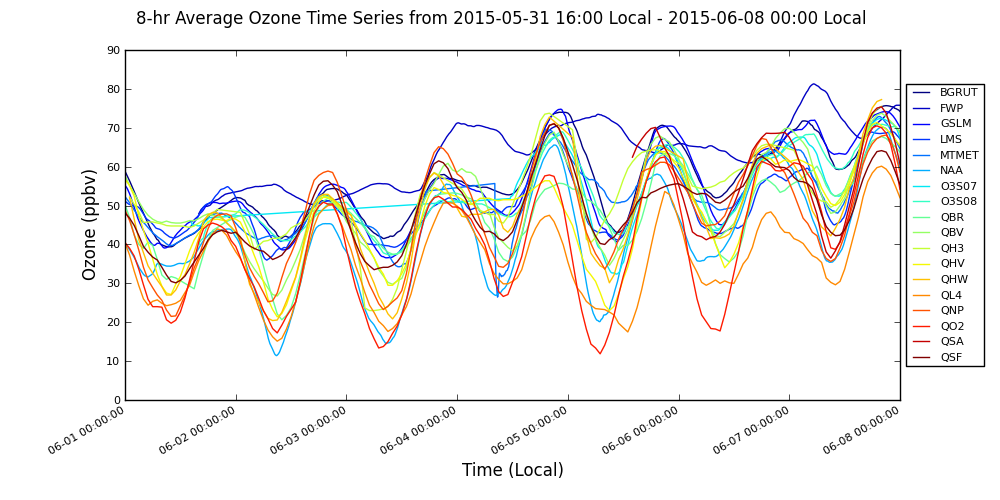 8-hr Average Ozone Time Series from 2015-05-31 16:00 Local - 2015-06-08 00:00 Local
Ozone (ppbv)
90
80
70
60
50
40
30
20
10
0
06-01 00:00:00
06-02 00:00:00
06-03 00:00:00
06-04 00:00:00
06-05 00:00:00
06-06 00:00:00
06-07 00:00:00
06-08 00:00:00
Time (Local)
BGRUT
FWP
GSLM
LMS
MTMET
NAA
O3S07
O3S08
QBR
QBV
QH3
QHV
QHW
QL4
QNP
QO2
QSA
QSF